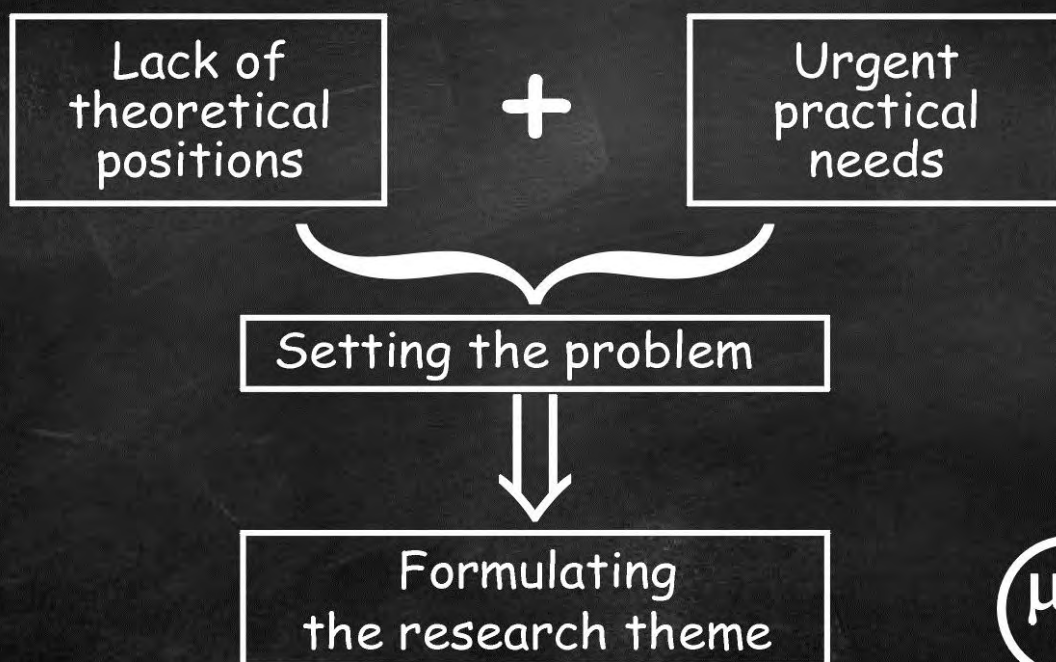 Lack of
theoretical
positions
+
Urgent
practical
needs
Setting the problem
Formulating
the research theme
μ